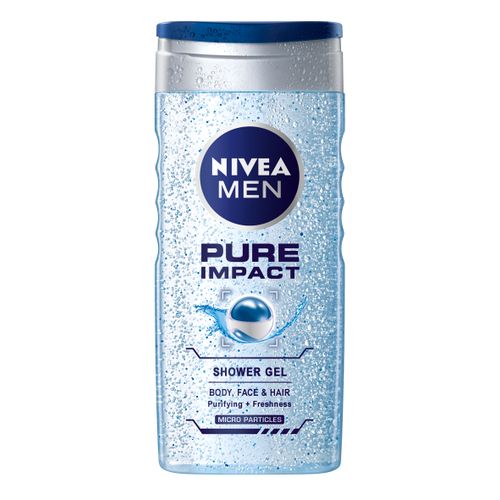 NIVEA
MEN
PURE
IMPACT
SHOWER GEL
BODY, FACE & HAIR
Purifying + Freshness
MICRO PARTICLES